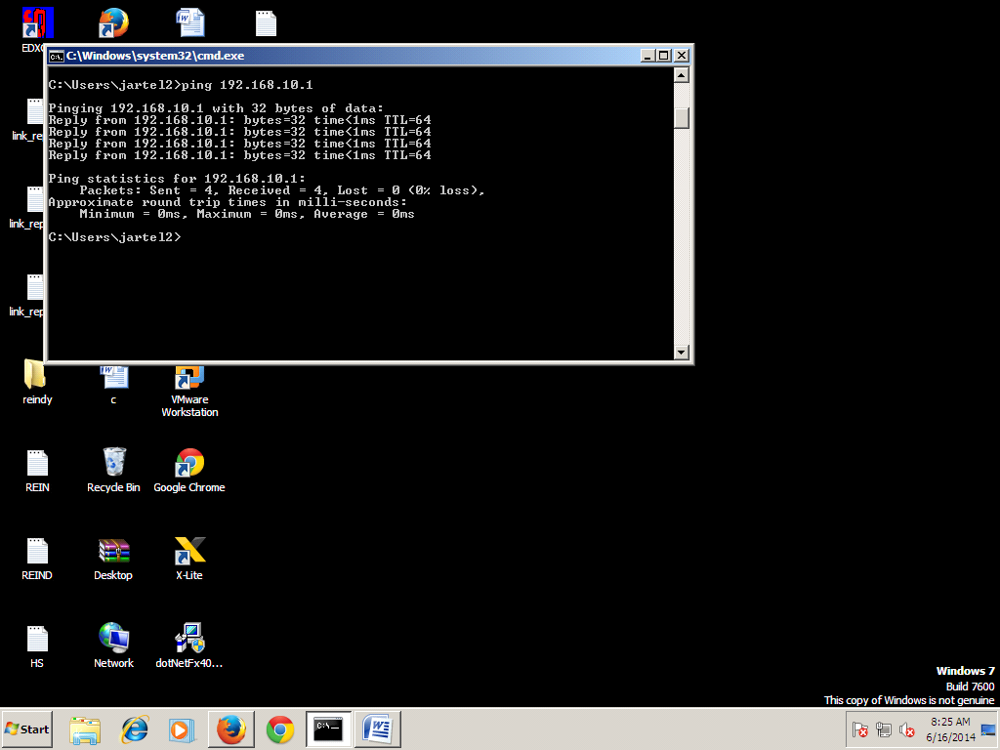 EDXC
C:\Windows\system32\cmd.exe
C:\Users\jartel2>ping 192.168.10.1
Pinging 192.168.10.1 with 32 bytes of data:
Reply from 192.168.10.1: bytes=32 time<1ms TTL=64
Reply from 192.168.10.1: bytes=32 time<1ms TTL=64
Reply from 192.168.10.1: bytes=32 time<1ms TTL=64
Reply from 192.168.10.1: bytes=32 time<1ms TTL=64
Ping statistics for 192.168.10.1:
Packets: Sent = 4, Received = 4, Lost = 0 (0% loss),
Approximate round trip times in milli-seconds:
Minimum = 0ms, Maximum = 0ms, Average = 0ms
C:\Users\jartel2>
link_re
link_rep
link_rep
reindy
c
VMware
Workstation
REIN
Recycle Bin
Google Chrome
REIND
Desktop
X-Lite
HS
Network
dotNetFx40...
Windows 7
Build 7600
This copy of Windows is not genuine
Start
8:25 AM
6/16/2014